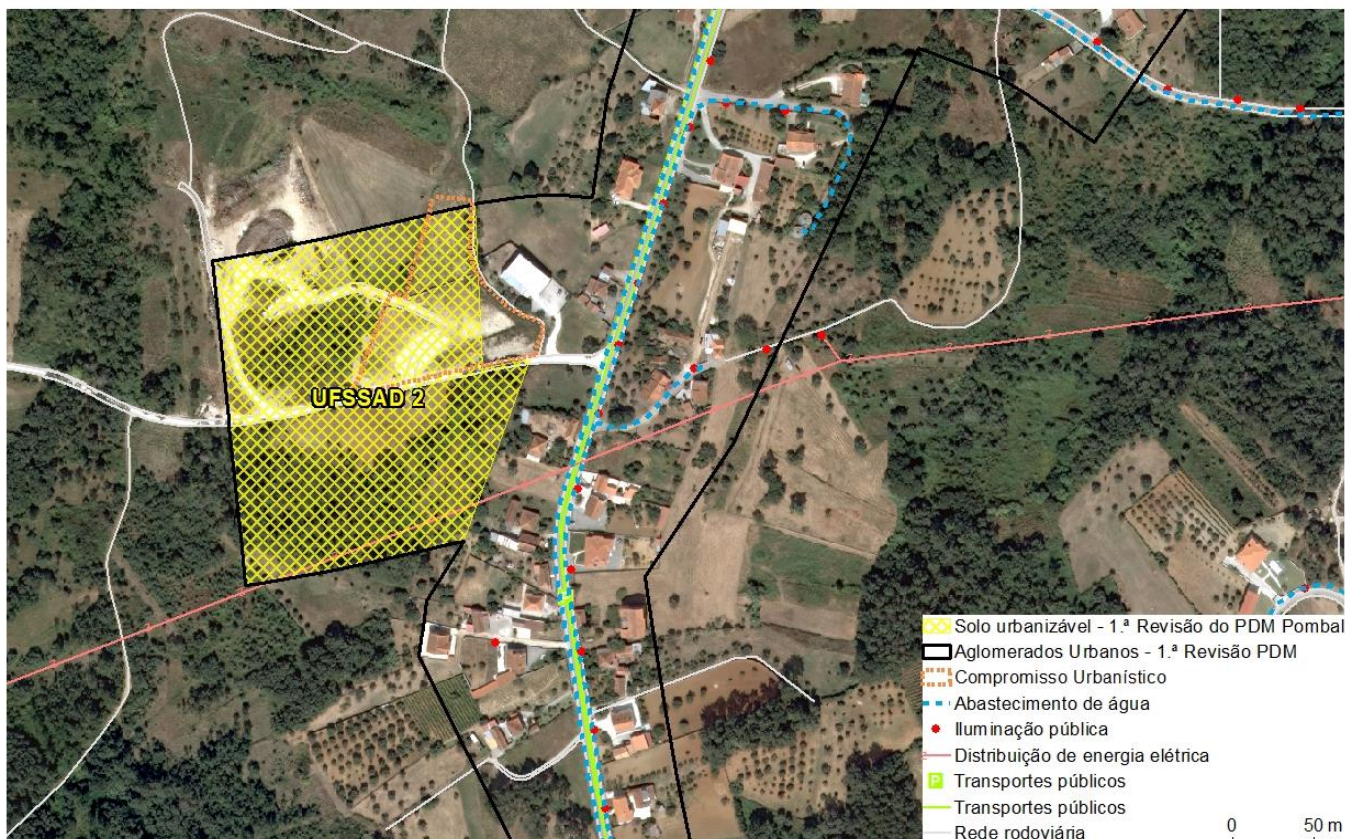 UFSSAD 2
Solo urbanizável - 1.ª Revisão do PDM Pombal
Aglomerados Urbanos - 1.ª Revisão PDM
Compromisso Urbanístico
Abastecimento de água
Iluminação pública
Distribuição de energia elétrica
P Transportes públicos
Transportes públicos
Rede rodoviária
0 50 m